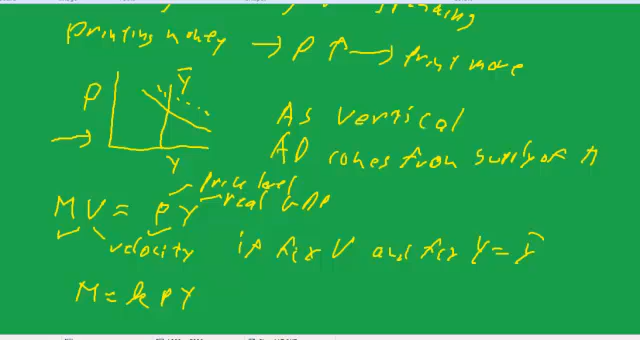 printing money → P ↑ → print more
P
Ȳ
Y
AS vertical
AD comes from supply of M
price level
MV = PY
real GDP
velocity if fix V and fix Y = Ȳ
M = kPY